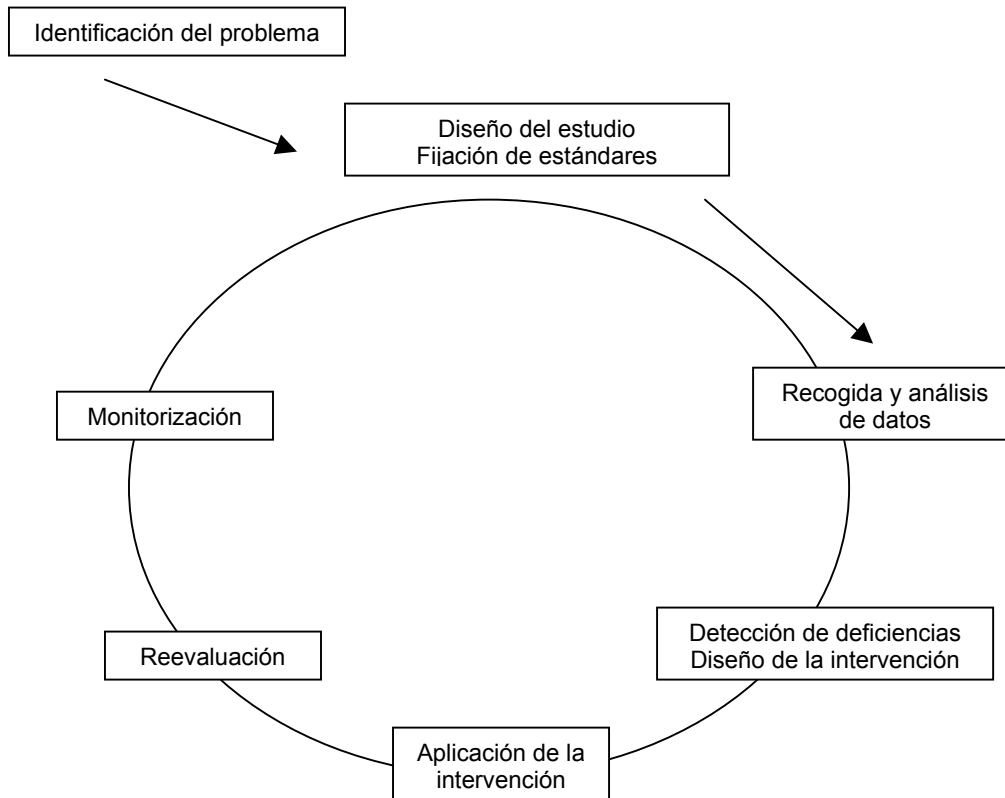 Identificación del problema
Diseño del estudio
Fijación de estándares
Recogida y análisis
de datos
Detección de deficiencias
Diseño de la intervención
Aplicación de la
intervención
Reevaluación
Monitorización